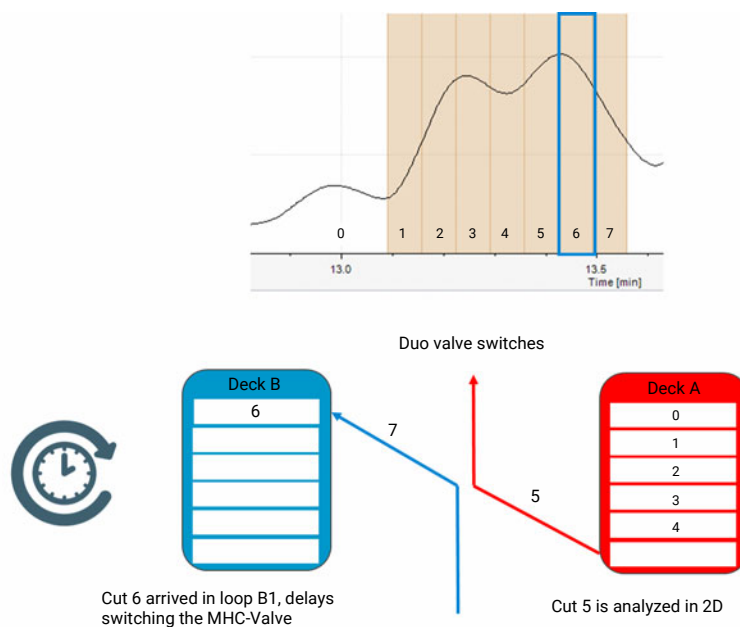 0 1 2 3 4 5 6 7
13.0 13.5
Time [min]
Duo valve switches
Deck B
6
7
5
Deck A
0
1
2
3
4
Cut 6 arrived in loop B1, delays
switching the MHC-Valve
Cut 5 is analyzed in 2D